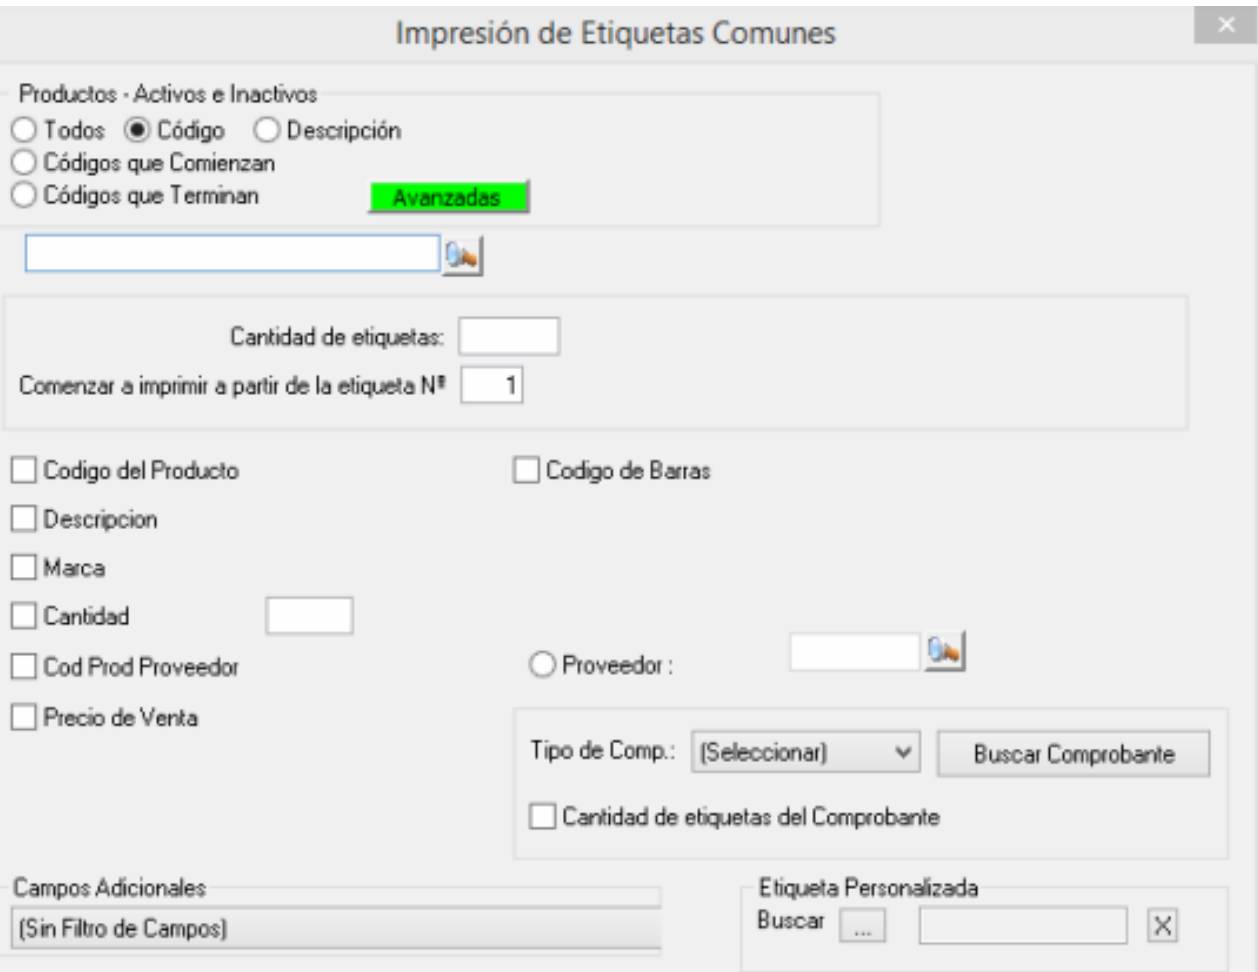 Impresión de Etiquetas Comunes
Productos - Activos e Inactivos
Todos Código Descripción
Códigos que Comienzan
Códigos que Terminan Avanzadas
Cantidad de etiquetas:
Comenzar a imprimir a partir de la etiqueta Nº 1
Codigo del Producto Codigo de Barras
Descripcion
Marca
Cantidad
Cod Prod Proveedor Proveedor :
Precio de Venta
Tipo de Comp.: (Seleccionar) Buscar Comprobante
Cantidad de etiquetas del Comprobante
Campos Adicionales Etiqueta Personalizada
(Sin Filtro de Campos) Buscar ... X